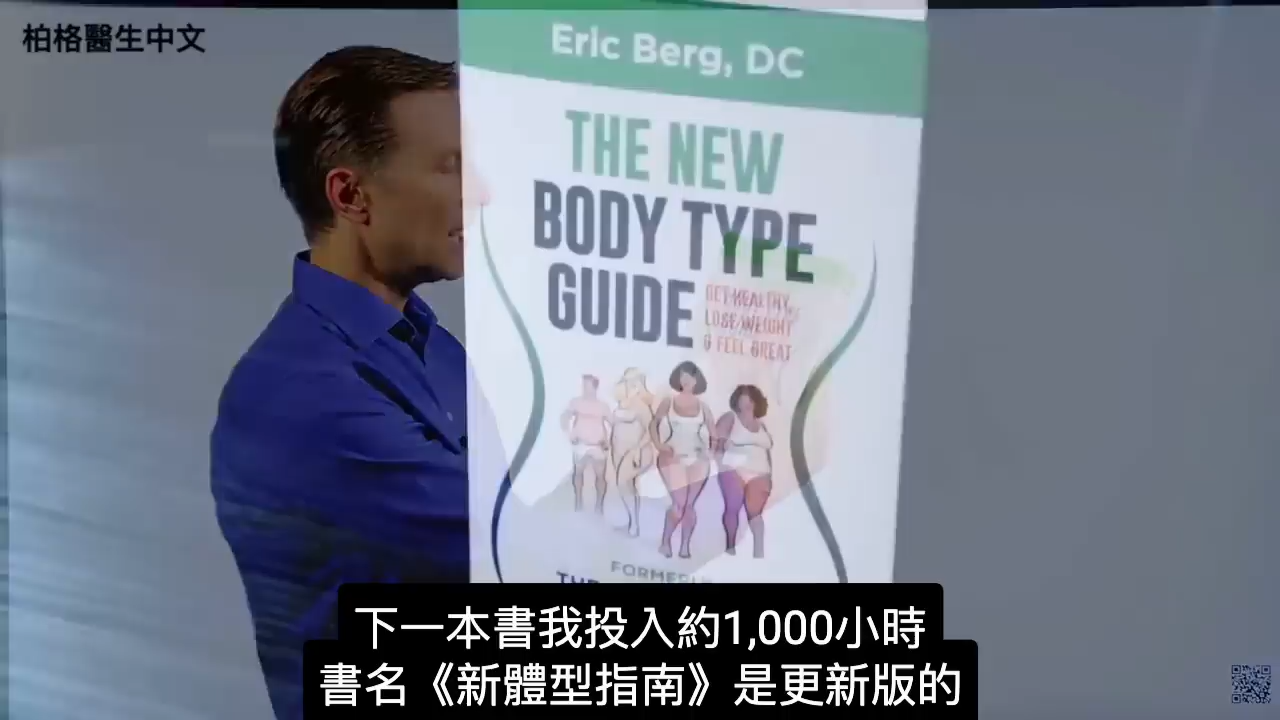 柏格醫生中文
Eric Berg, DC
THE NEW
BODY TYPE
GUIDE
GET HEALTHY,
LOSE WEIGHT
& FEEL GREAT
下一本書我投入約1,000小時
書名《新體型指南》是更新版的